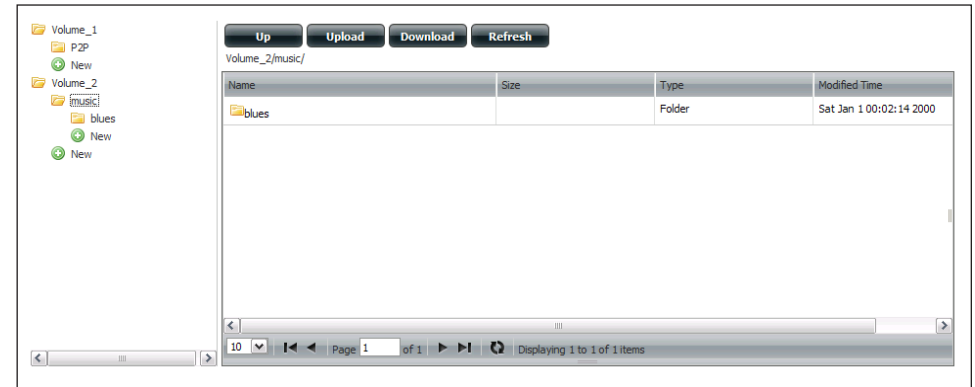 Volume_1
P2P
New
Volume_2
music
blues
New
New
Up Upload Download Refresh
Volume_2/music/
Name Size Type Modified Time
blues Folder Sat Jan 1 00:02:14 2000
10 Page 1 of 1 Displaying 1 to 1 of 1 items